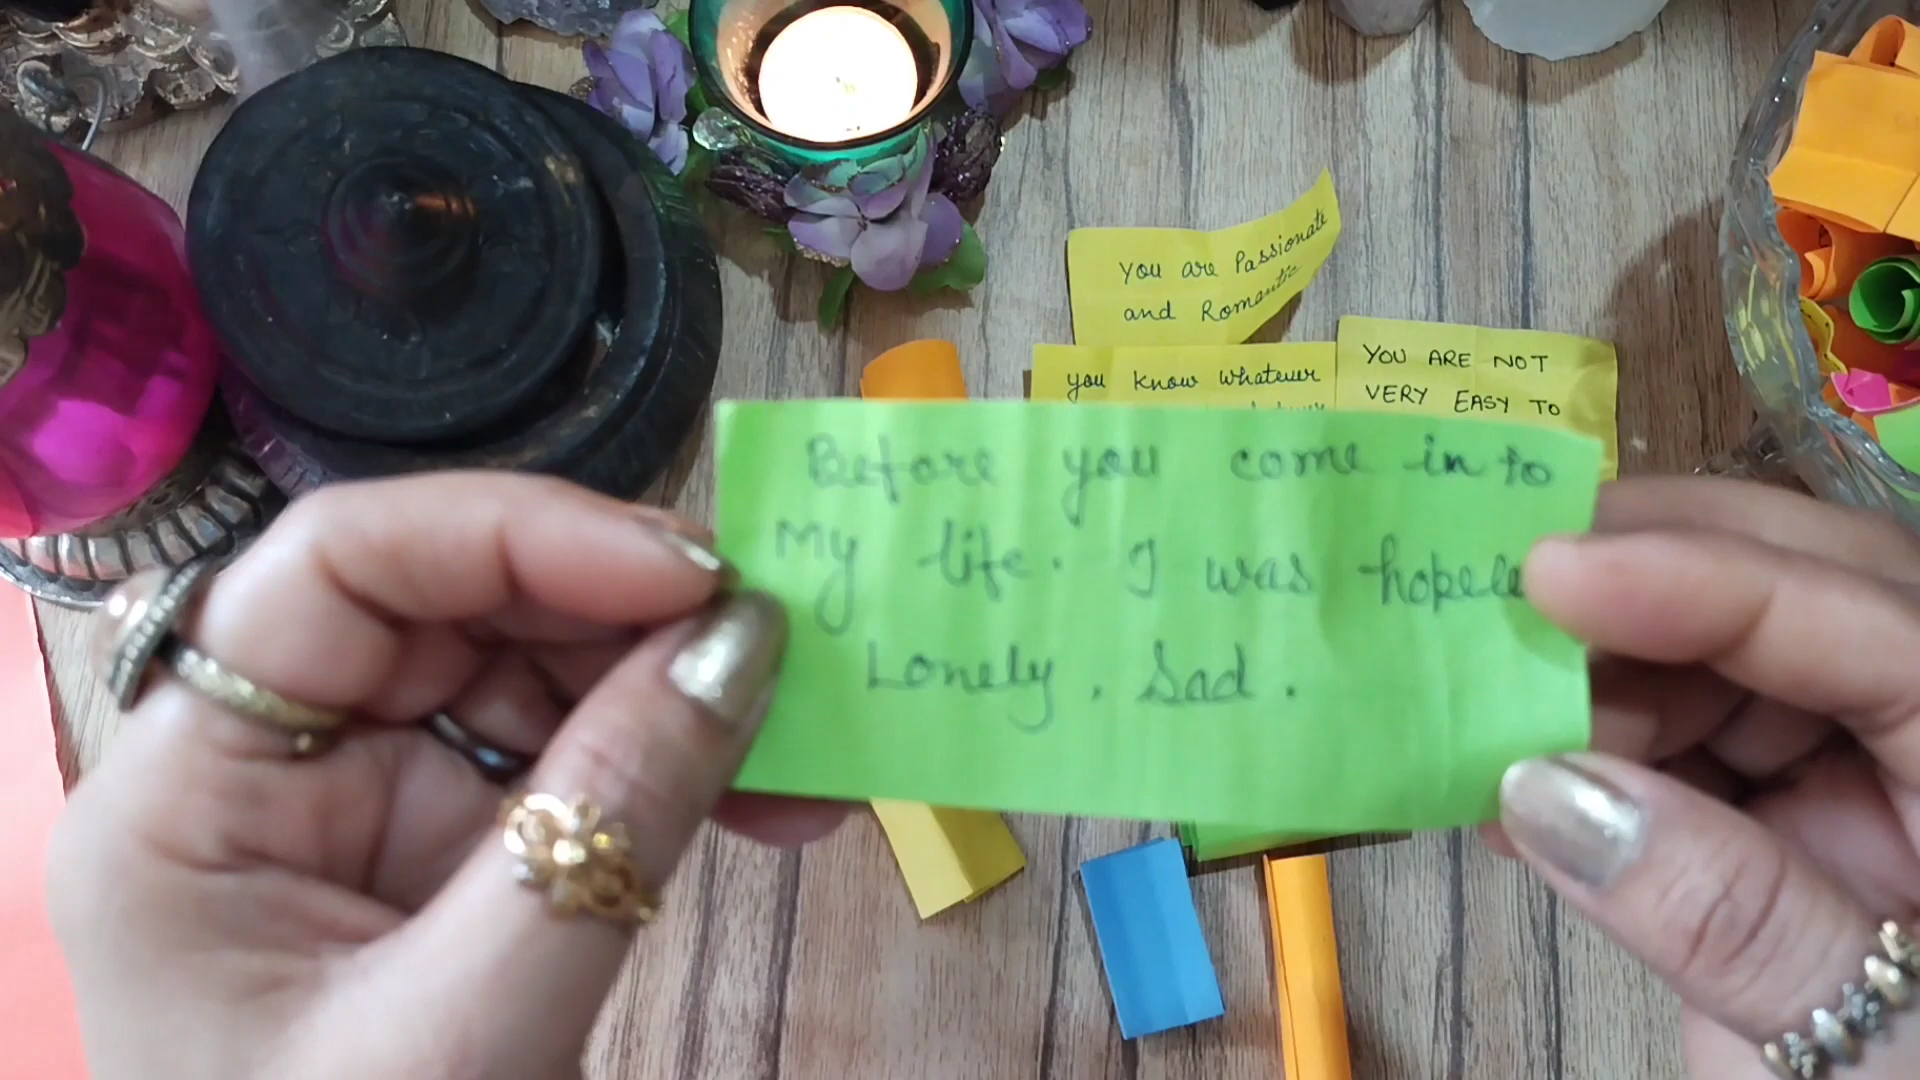 You are Passionate
and Romantic
you know whatever
YOU ARE NOT
VERY EASY TO
Before you come in to
My life. I was hopele
Lonely. Sad.